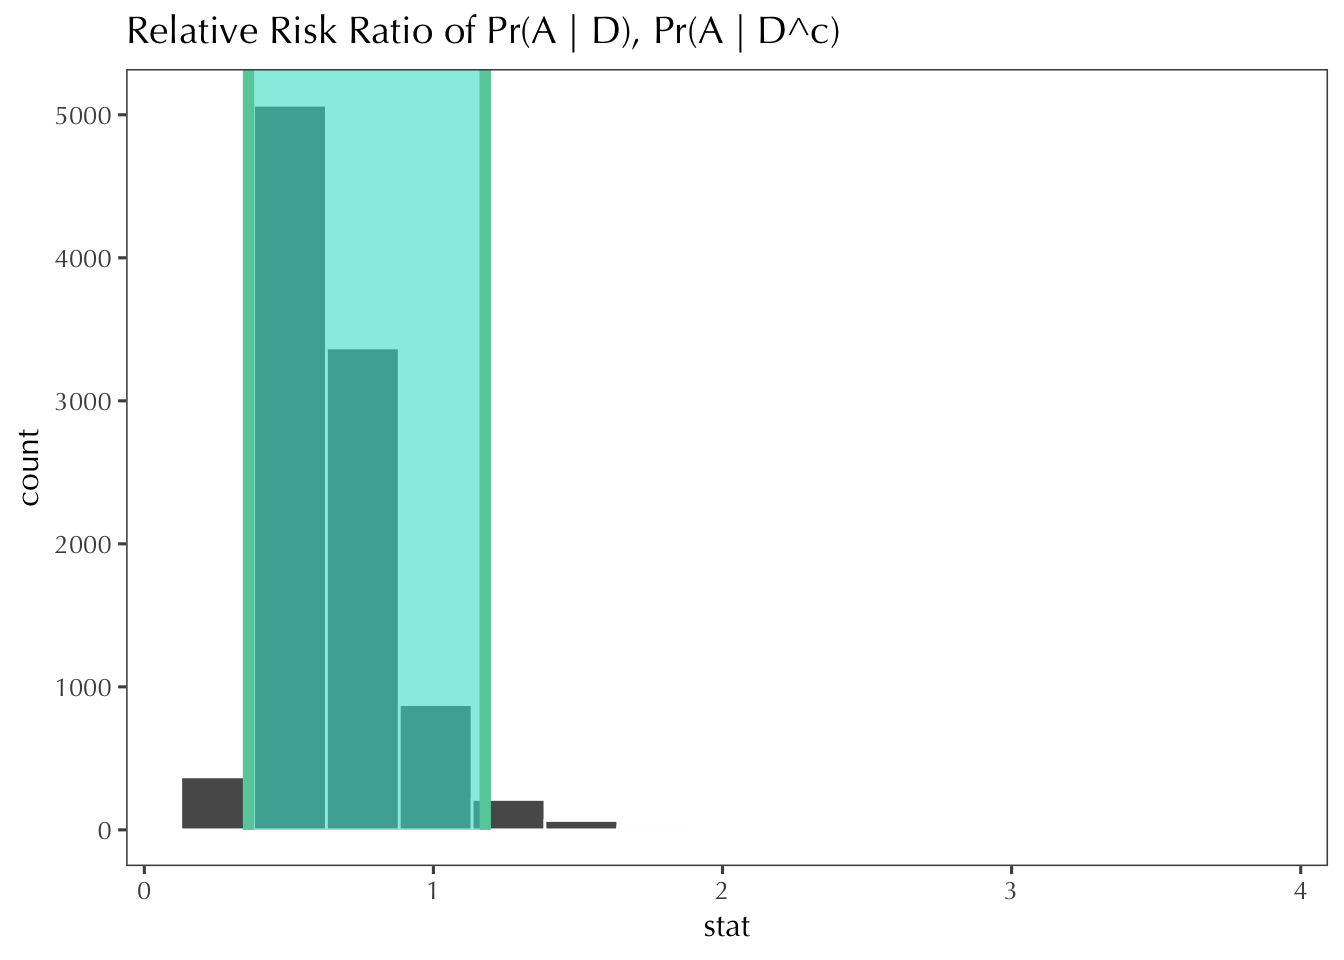 Relative Risk Ratio of Pr(A | D), Pr(A | D^c)
5000
4000
3000
2000
1000
0
count
0 1 2 3 4
stat